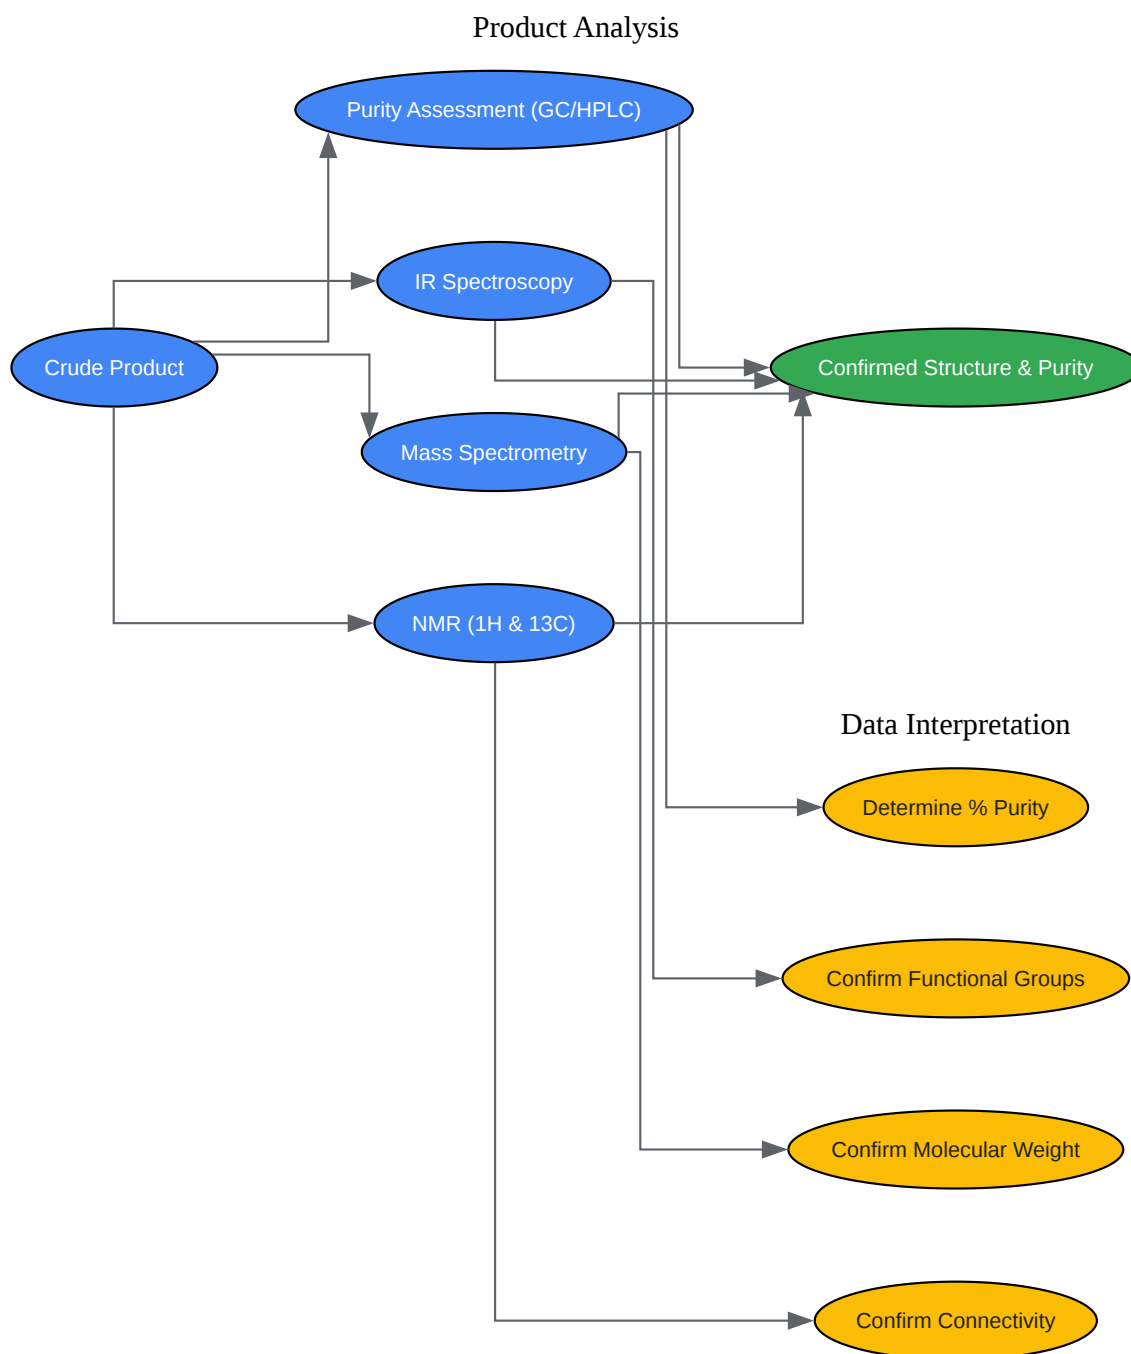 Product Analysis
Purity Assessment (GC/HPLC)
IR Spectroscopy
Crude Product
Confirmed Structure & Purity
Mass Spectrometry
NMR (1H & 13C)
Data Interpretation
Determine % Purity
Confirm Functional Groups
Confirm Molecular Weight
Confirm Connectivity